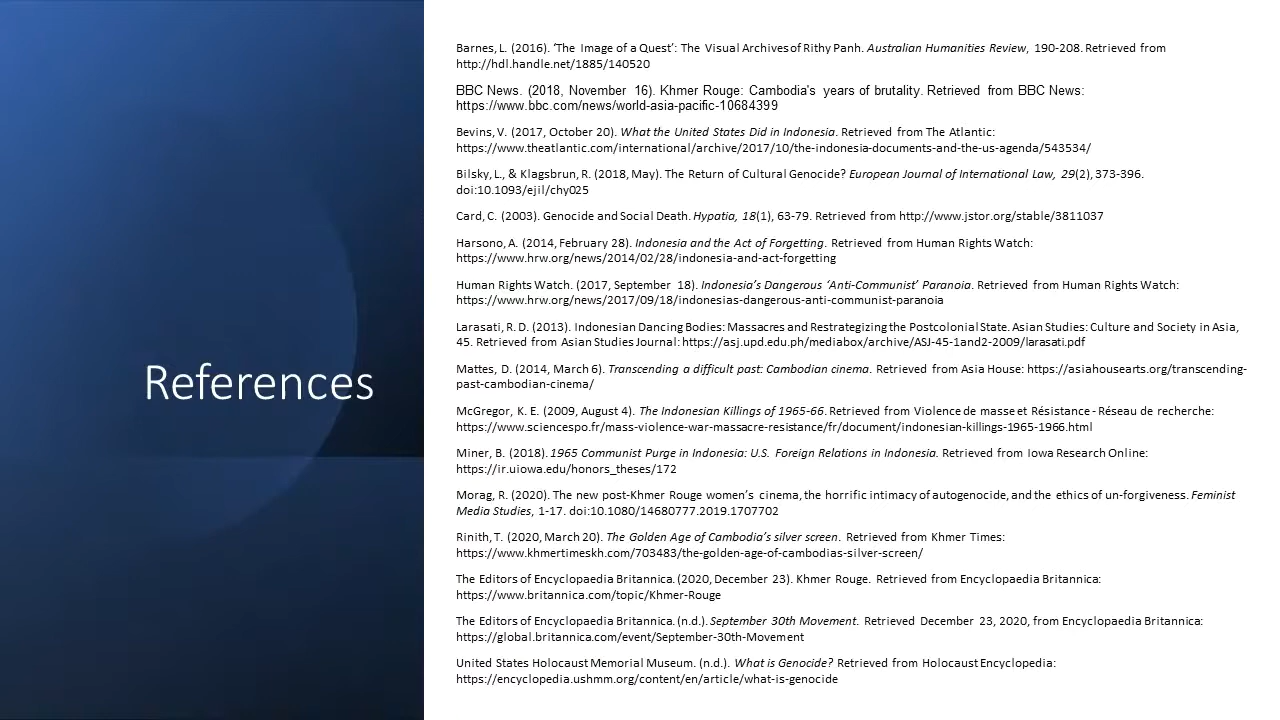 References
Barnes, L. (2016). ‘The Image of a Quest’: The Visual Archives of Rithy Panh. Australian Humanities Review, 190-208. Retrieved from
http://hdl.handle.net/1885/140520
BBC News. (2018, November 16). Khmer Rouge: Cambodia's years of brutality. Retrieved from BBC News:
https://www.bbc.com/news/world-asia-pacific-10684399
Bevins, V. (2017, October 20). What the United States Did in Indonesia. Retrieved from The Atlantic:
https://www.theatlantic.com/international/archive/2017/10/the-indonesia-documents-and-the-us-agenda/543534/
Bilsky, L., & Klagsbrun, R. (2018, May). The Return of Cultural Genocide? European Journal of International Law, 29(2), 373-396.
doi:10.1093/ejil/chy025
Card, C. (2003). Genocide and Social Death. Hypatia, 18(1), 63-79. Retrieved from http://www.jstor.org/stable/3811037
Harsono, A. (2014, February 28). Indonesia and the Act of Forgetting. Retrieved from Human Rights Watch:
https://www.hrw.org/news/2014/02/28/indonesia-and-act-forgetting
Human Rights Watch. (2017, September 18). Indonesia’s Dangerous ‘Anti-Communist’ Paranoia. Retrieved from Human Rights Watch:
https://www.hrw.org/news/2017/09/18/indonesias-dangerous-anti-communist-paranoia
Larasati, R. D. (2013). Indonesian Dancing Bodies: Massacres and Restrategizing the Postcolonial State. Asian Studies: Culture and Society in Asia,
45. Retrieved from Asian Studies Journal: https://asj.upd.edu.ph/mediabox/archive/ASJ-45-1and2-2009/larasati.pdf
Mattes, D. (2014, March 6). Transcending a difficult past: Cambodian cinema. Retrieved from Asia House: https://asiahousearts.org/transcending-
past-cambodian-cinema/
McGregor, K. E. (2009, August 4). The Indonesian Killings of 1965-66. Retrieved from Violence de masse et Résistance - Réseau de recherche:
https://www.sciencespo.fr/mass-violence-war-massacre-resistance/fr/document/indonesian-killings-1965-1966.html
Miner, B. (2018). 1965 Communist Purge in Indonesia: U.S. Foreign Relations in Indonesia. Retrieved from Iowa Research Online:
https://ir.uiowa.edu/honors_theses/172
Morag, R. (2020). The new post-Khmer Rouge women’s cinema, the horrific intimacy of autogenocide, and the ethics of un-forgiveness. Feminist
Media Studies, 1-17. doi:10.1080/14680777.2019.1707702
Rinith, T. (2020, March 20). The Golden Age of Cambodia’s silver screen. Retrieved from Khmer Times:
https://www.khmertimeskh.com/703483/the-golden-age-of-cambodias-silver-screen/
The Editors of Encyclopaedia Britannica. (2020, December 23). Khmer Rouge. Retrieved from Encyclopaedia Britannica:
https://www.britannica.com/topic/Khmer-Rouge
The Editors of Encyclopaedia Britannica. (n.d.). September 30th Movement. Retrieved December 23, 2020, from Encyclopaedia Britannica:
https://global.britannica.com/event/September-30th-Movement
United States Holocaust Memorial Museum. (n.d.). What is Genocide? Retrieved from Holocaust Encyclopedia:
https://encyclopedia.ushmm.org/content/en/article/what-is-genocide